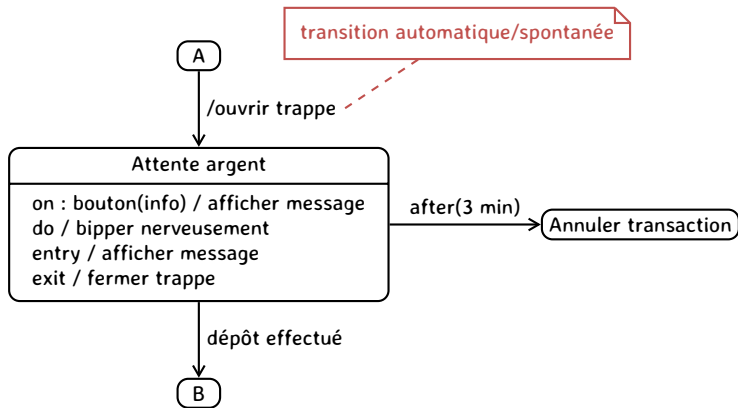 transition automatique/spontanée
A
/ouvrir trappe
Attente argent
on : bouton(info) / afficher message
do / bipper nerveusement
entry / afficher message
exit / fermer trappe
after(3 min)
Annuler transaction
dépôt effectué
B